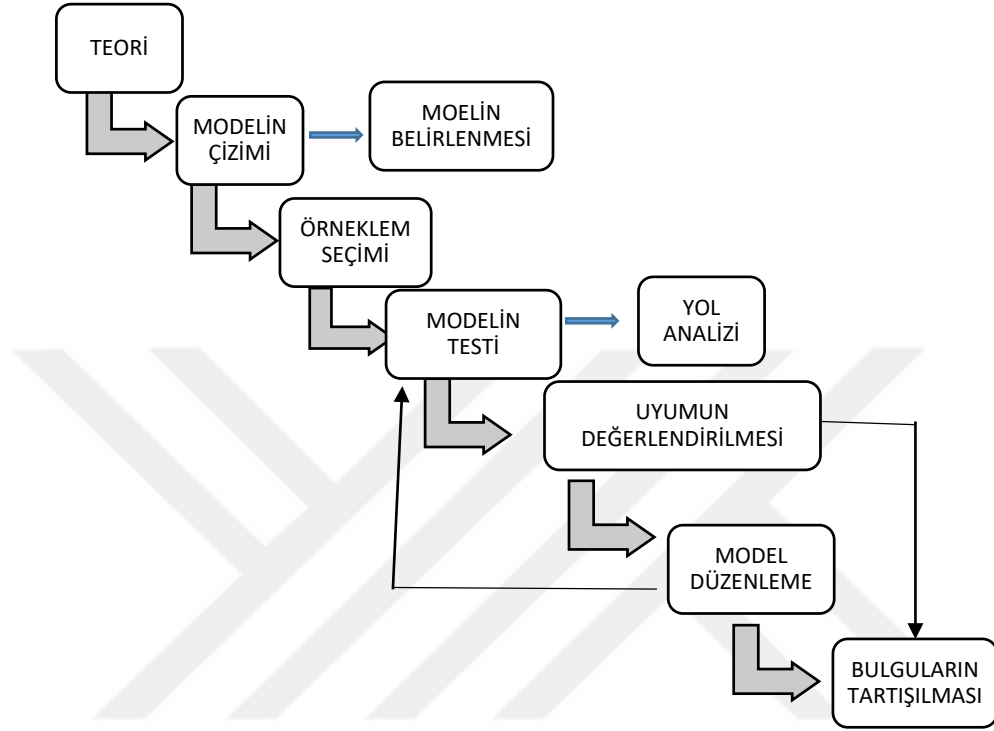 TEORİ
MODELİN
ÇİZİMİ
MOELİN
BELİRLENMESİ
ÖRNEKLEM
SEÇİMİ
MODELİN
TESTİ
YOL
ANALİZİ
UYUMUN
DEĞERLENDİRİLMESİ
MODEL
DÜZENLEME
BULGULARIN
TARTIŞILMASI